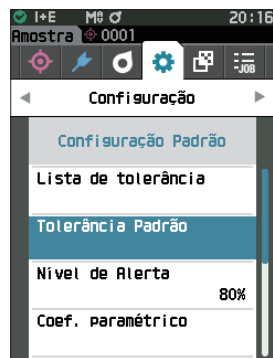 I+E M0 20:16
Amostra 0001
-JOB
Configuração
Configuração Padrão
Lista de tolerância
Tolerância Padrão
Nível de Alerta
80%
Coef. paramétrico